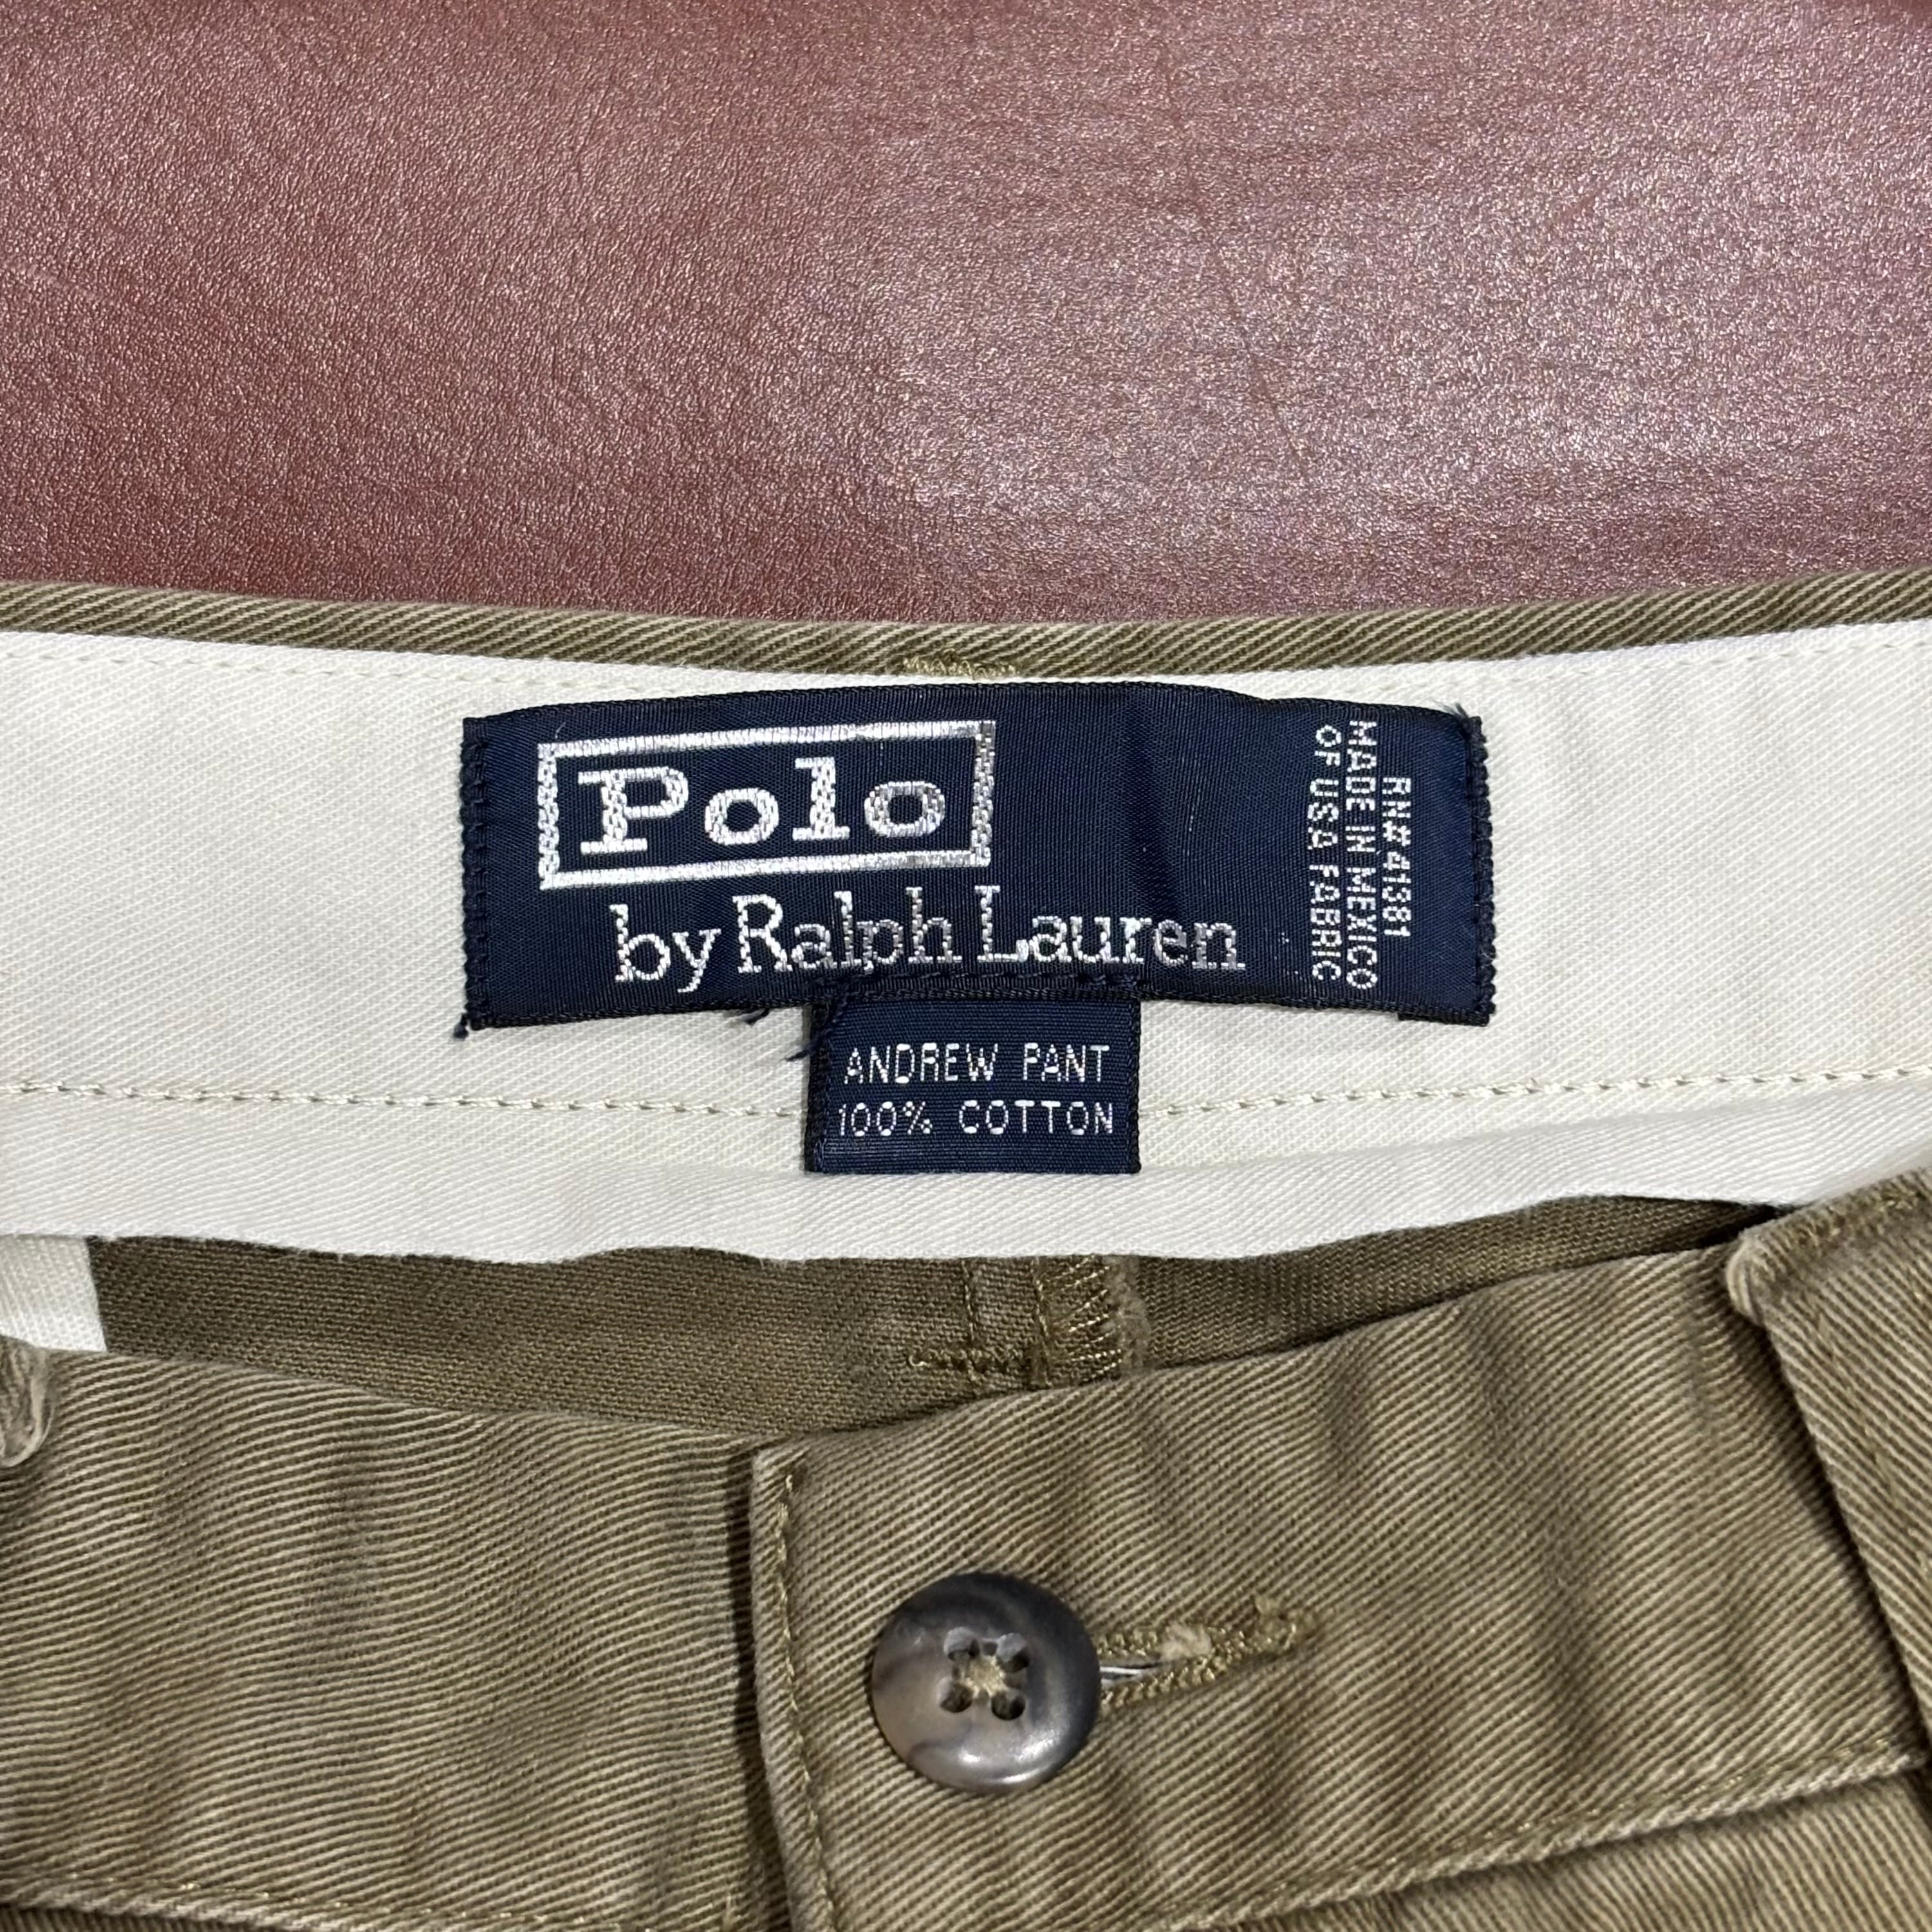 Polo
by Ralph Lauren
RN# 41381
MADE IN MEXICO
OF USA FABRIC
ANDREW PANT
100% COTTON